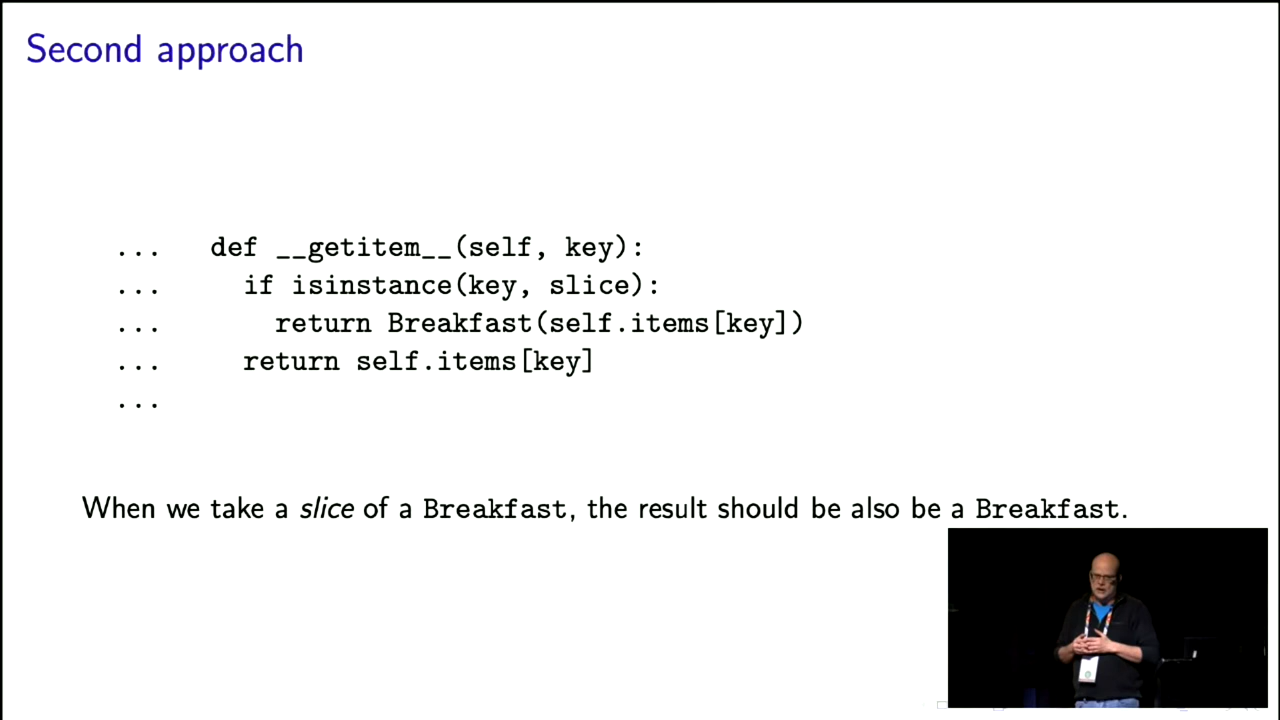 Second approach
... def __getitem__(self, key):
... if isinstance(key, slice):
... return Breakfast(self.items[key])
... return self.items[key]
...
When we take a slice of a Breakfast, the result should be also be a Breakfast.